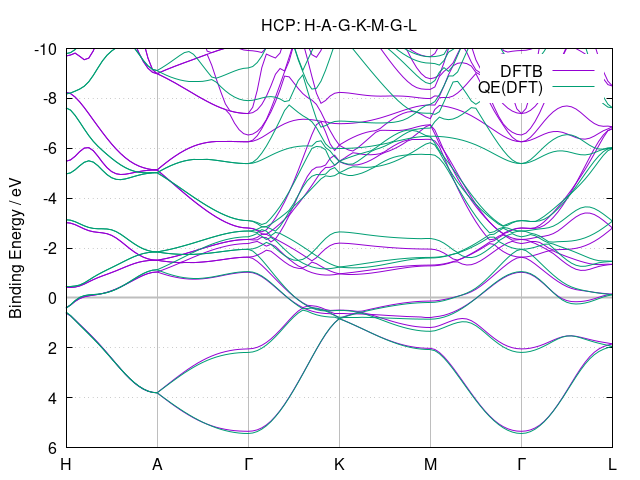 HCP: H-A-G-K-M-G-L
DFTB
QE(DFT)
Binding Energy / eV
-10
-8
-6
-4
-2
0
2
4
6
H A Γ K M Γ L